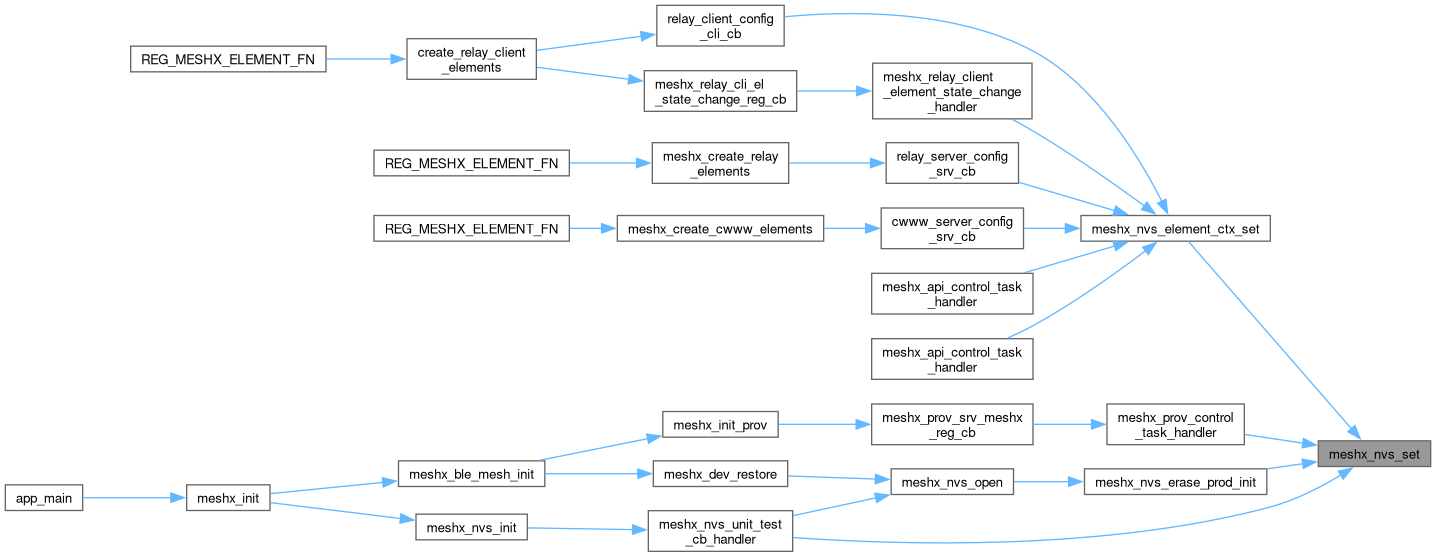 relay_client_config
_cli_cb
REG_MESHX_ELEMENT_FN
create_relay_client
_elements
meshx_relay_cli_el
_state_change_reg_cb
meshx_relay_client
_element_state_change
_handler
REG_MESHX_ELEMENT_FN
meshx_create_relay
_elements
relay_server_config
_srv_cb
REG_MESHX_ELEMENT_FN
meshx_create_cwww_elements
cwww_server_config
_srv_cb
meshx_nvs_element_ctx_set
meshx_api_control_task
_handler
meshx_api_control_task
_handler
meshx_init_prov
meshx_prov_srv_meshx
_reg_cb
meshx_prov_control
_task_handler
meshx_nvs_set
meshx_ble_mesh_init
meshx_dev_restore
meshx_nvs_open
meshx_nvs_erase_prod_init
app_main
meshx_init
meshx_nvs_init
meshx_nvs_unit_test
_cb_handler